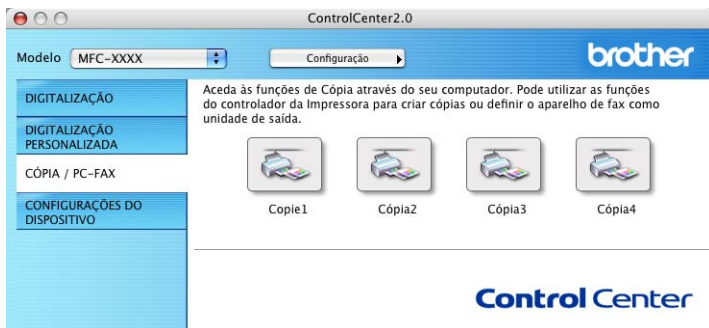 ControlCenter2.0
Modelo MFC-XXXX Configuração brother
DIGITALIZAÇÃO
DIGITALIZAÇÃO
PERSONALIZADA
CÓPIA / PC-FAX
CONFIGURAÇÕES DO
DISPOSITIVO
Aceda às funções de Cópia através do seu computador. Pode utilizar as funções
do controlador da Impressora para criar cópias ou definir o aparelho de fax como
unidade de saída.
Copie1 Cópia2 Cópia3 Cópia4
Control Center